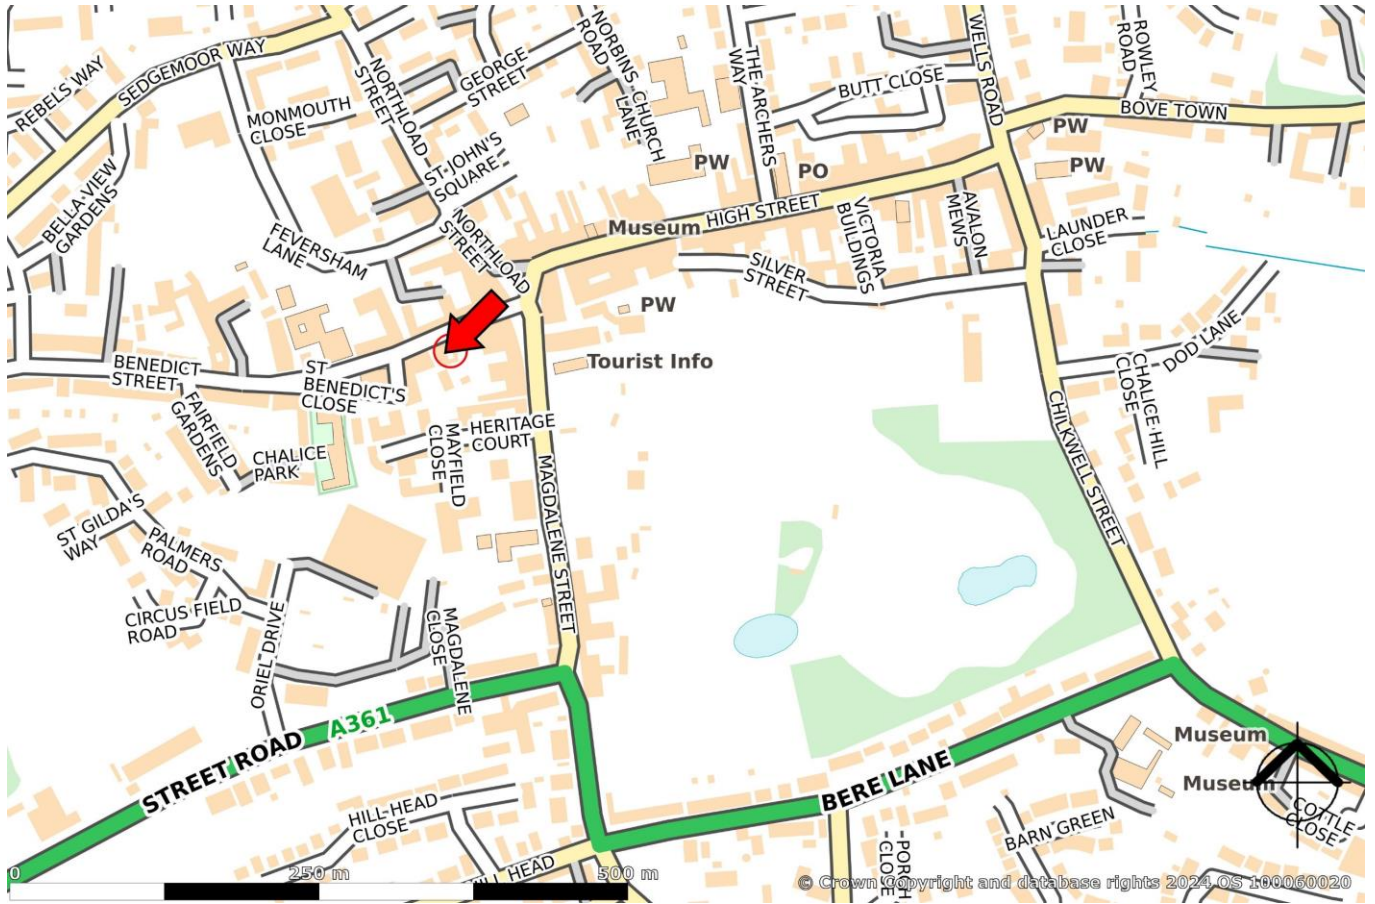 REBELS WAY
SEDGEMOOR WAY
MONMOUTH
CLOSE
NORTHLOAD
STREET
GEORGE
STREET
NORBINS
ROAD
CHURCH
LANE
THE ARCHERS
WAY
BUTT CLOSE
WELLS ROAD
ROWLEY
ROAD
BOVE TOWN
PW
PW
PW
PO
BELLA VIEW
GARDENS
ST JOHN'S
SQUARE
FEVERSHAM
LANE
NORTHLOAD
STREET
Museum
HIGH STREET
VICTORIA
BUILDINGS
AVALON
MEWS
LAUNDER
CLOSE
SILVER
STREET
PW
Tourist Info
BENEDICT
STREET
ST
BENEDICT'S
CLOSE
FAIRFIELD
GARDENS
CHALICE
PARK
HERITAGE
COURT
MAYFIELD
CLOSE
MAGDALENE STREET
DOD LANE
CHALICE HILL
CLOSE
CHILKWELL STREET
ST GILDA'S
WAY
PALMERS
ROAD
CIRCUS FIELD
ROAD
ORIEL DRIVE
MAGDALENE
CLOSE
STREET ROAD
A361
BERE LANE
Museum
Museum
HILL-HEAD
CLOSE
HILL HEAD
PORCH
CLOSE
BARN GREEN
COTTLE
CLOSE
0
250 m
500 m
© Crown Copyright and database rights 2024 OS 100060020